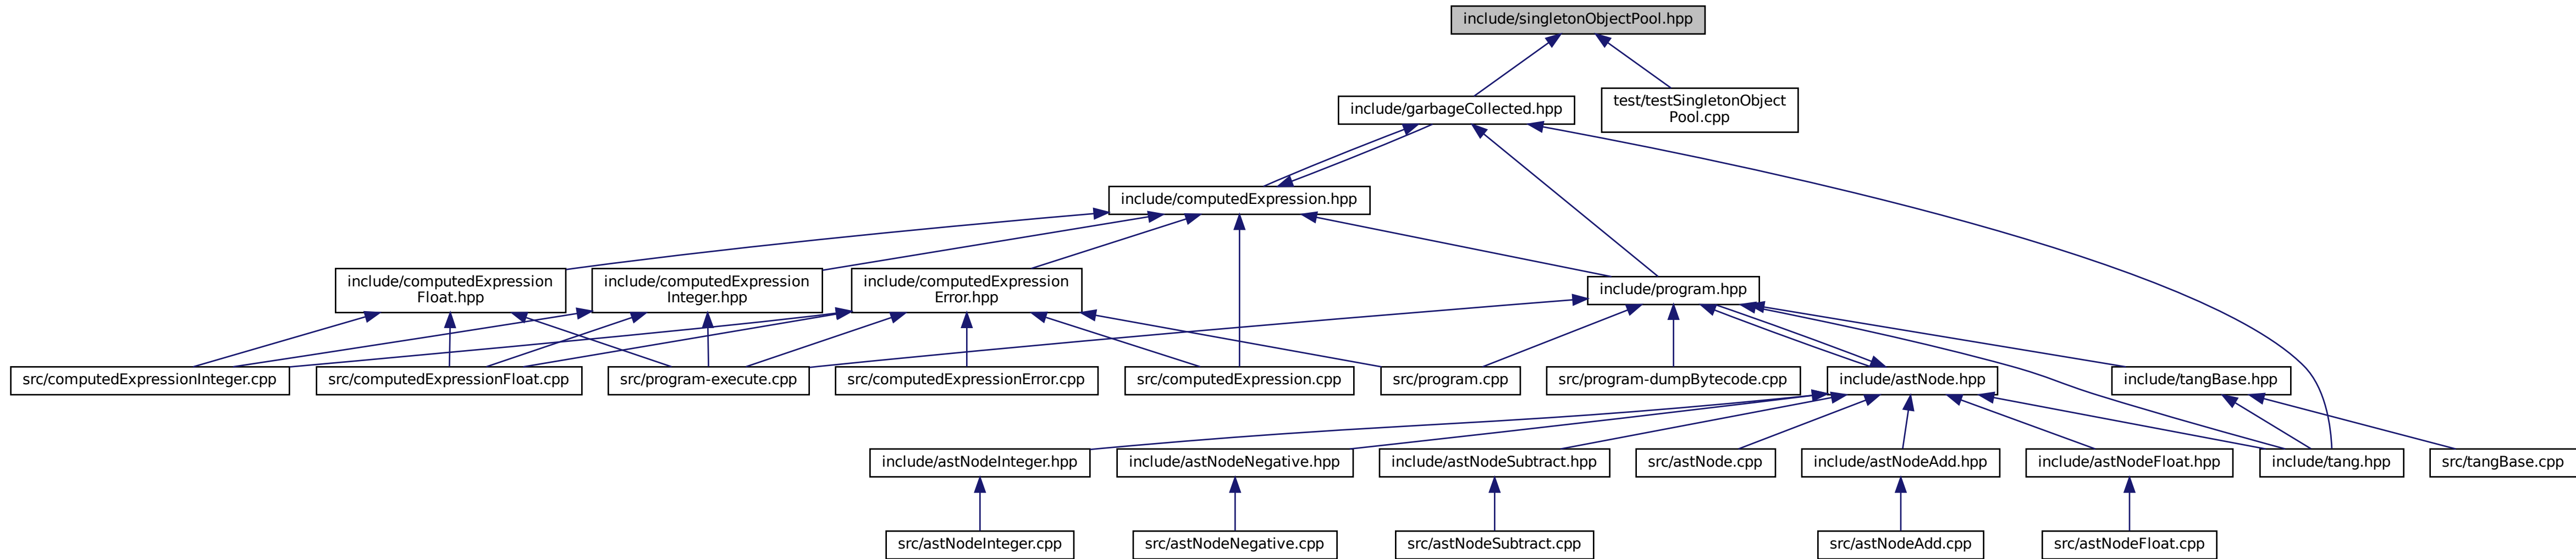 include/singletonObjectPool.hpp
include/garbageCollected.hpp
test/testSingletonObject
Pool.cpp
include/computedExpression.hpp
include/computedExpression
Float.hpp
include/computedExpression
Integer.hpp
include/computedExpression
Error.hpp
include/program.hpp
src/computedExpressionInteger.cpp
src/computedExpressionFloat.cpp
src/program-execute.cpp
src/computedExpressionError.cpp
src/computedExpression.cpp
src/program.cpp
src/program-dumpBytecode.cpp
include/astNode.hpp
include/tangBase.hpp
include/astNodeInteger.hpp
include/astNodeNegative.hpp
include/astNodeSubtract.hpp
src/astNode.cpp
include/astNodeAdd.hpp
include/astNodeFloat.hpp
include/tang.hpp
src/tangBase.cpp
src/astNodeInteger.cpp
src/astNodeNegative.cpp
src/astNodeSubtract.cpp
src/astNodeAdd.cpp
src/astNodeFloat.cpp